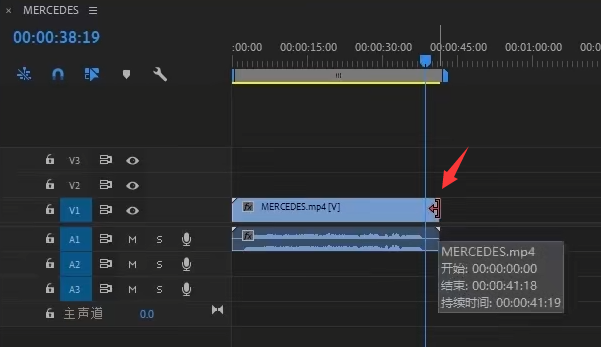 × MERCEDES ≡
00:00:38:19
:00:00 00:00:15:00 00:00:30:00 00:00:45:00 00:01:00:00 00:
V3
V2
V1 fx MERCEDES.mp4 [V]
A1 M S fx
A2 M S
A3 M S
主声道 0.0
MERCEDES.mp4
开始: 00:00:00:00
结束: 00:00:41:18
持续时间: 00:00:41:19